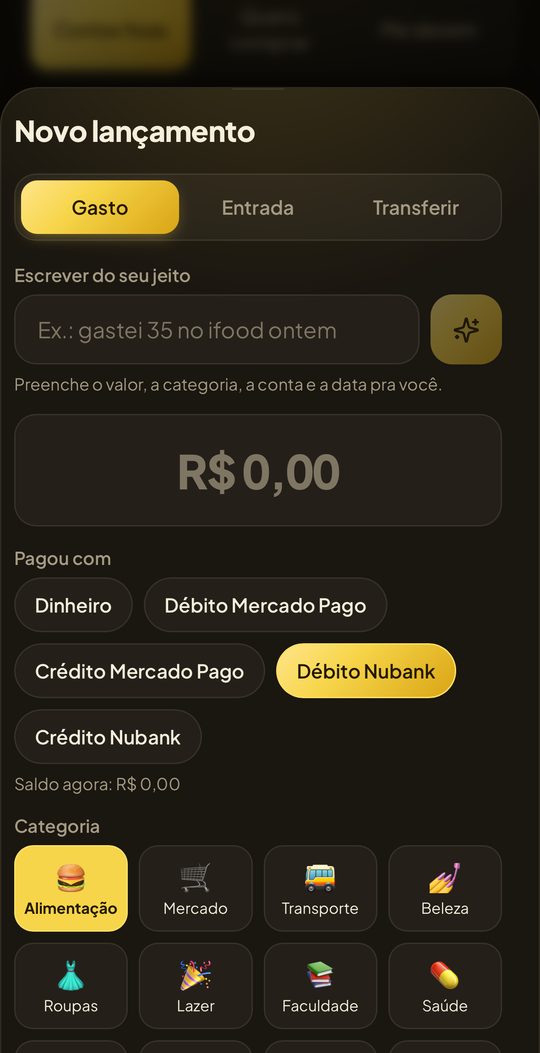 Novo lançamento
Gasto
Entrada
Transferir
Escrever do seu jeito
Ex.: gastei 35 no ifood ontem
Preenche o valor, a categoria, a conta e a data pra você.
R$ 0,00
Pagou com
Dinheiro
Débito Mercado Pago
Crédito Mercado Pago
Débito Nubank
Crédito Nubank
Saldo agora: R$ 0,00
Categoria
Alimentação
Mercado
Transporte
Beleza
Roupas
Lazer
Faculdade
Saúde